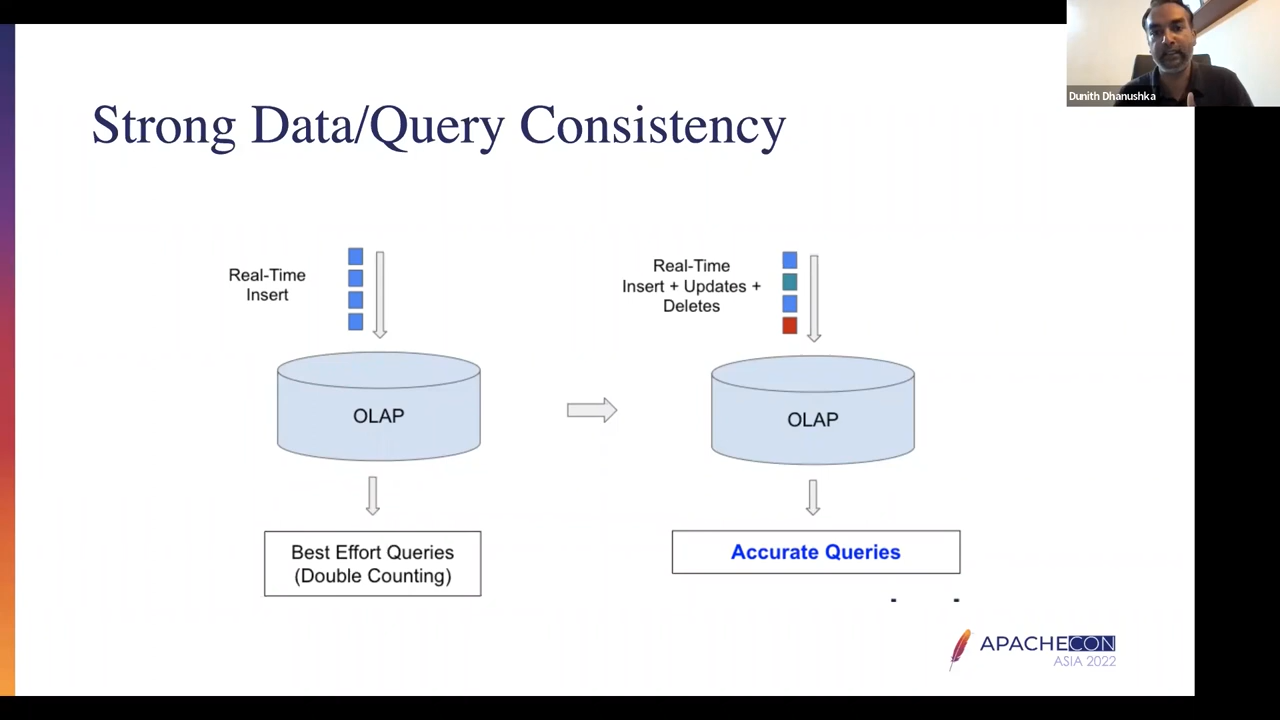 Dunith Dhanushka
Strong Data/Query Consistency
Real-Time
Insert
OLAP
Best Effort Queries
(Double Counting)
Real-Time
Insert + Updates +
Deletes
OLAP
Accurate Queries
APACHECON
ASIA 2022